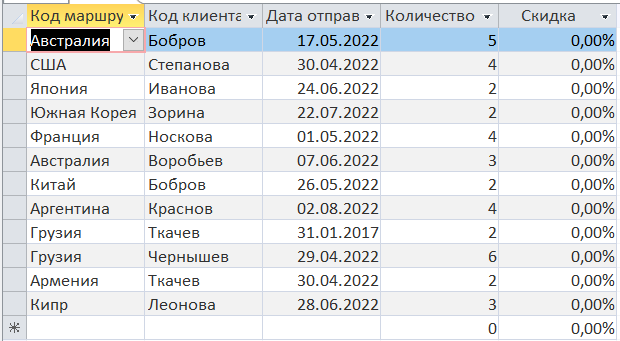 Код маршру Код клиента Дата отправ Количество Скидка
Австралия Бобров 17.05.2022 5 0,00%
США Степанова 30.04.2022 4 0,00%
Япония Иванова 24.06.2022 2 0,00%
Южная Корея Зорина 22.07.2022 2 0,00%
Франция Носкова 01.05.2022 4 0,00%
Австралия Воробьев 07.06.2022 3 0,00%
Китай Бобров 26.05.2022 2 0,00%
Аргентина Краснов 02.08.2022 4 0,00%
Грузия Ткачев 31.01.2017 2 0,00%
Грузия Чернышев 29.04.2022 6 0,00%
Армения Ткачев 30.04.2022 2 0,00%
Кипр Леонова 28.06.2022 3 0,00%
0 0,00%